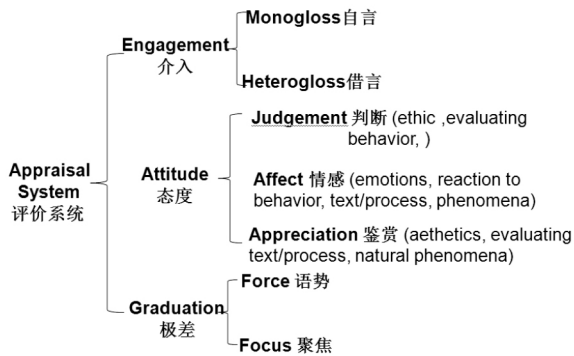 Monogloss自言
Engagement
介入
Heterogloss借言
Judgement 判断 (ethic ,evaluating
behavior, )
Appraisal
System
评价系统
Attitude
态度
Affect 情感 (emotions, reaction to
behavior, text/process, phenomena)
Appreciation 鉴赏 (aethetics, evaluating
text/process, natural phenomena)
Force 语势
Graduation
极差
Focus 聚焦